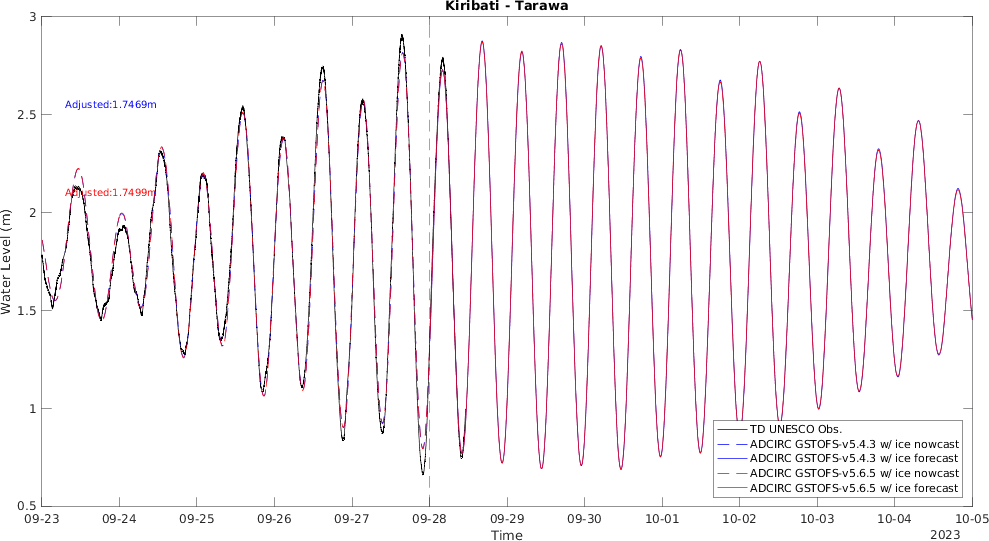 Kiribati - Tarawa
3
2.5
2
1.5
1
0.5
Water Level (m)
Adjusted:1.7469m
Adjusted:1.7499m
TD UNESCO Obs.
ADCIRC GSTOFS-v5.4.3 w/ ice nowcast
ADCIRC GSTOFS-v5.4.3 w/ ice forecast
ADCIRC GSTOFS-v5.6.5 w/ ice nowcast
ADCIRC GSTOFS-v5.6.5 w/ ice forecast
09-23 09-24 09-25 09-26 09-27 09-28 09-29 09-30 10-01 10-02 10-03 10-04 10-05
Time
2023